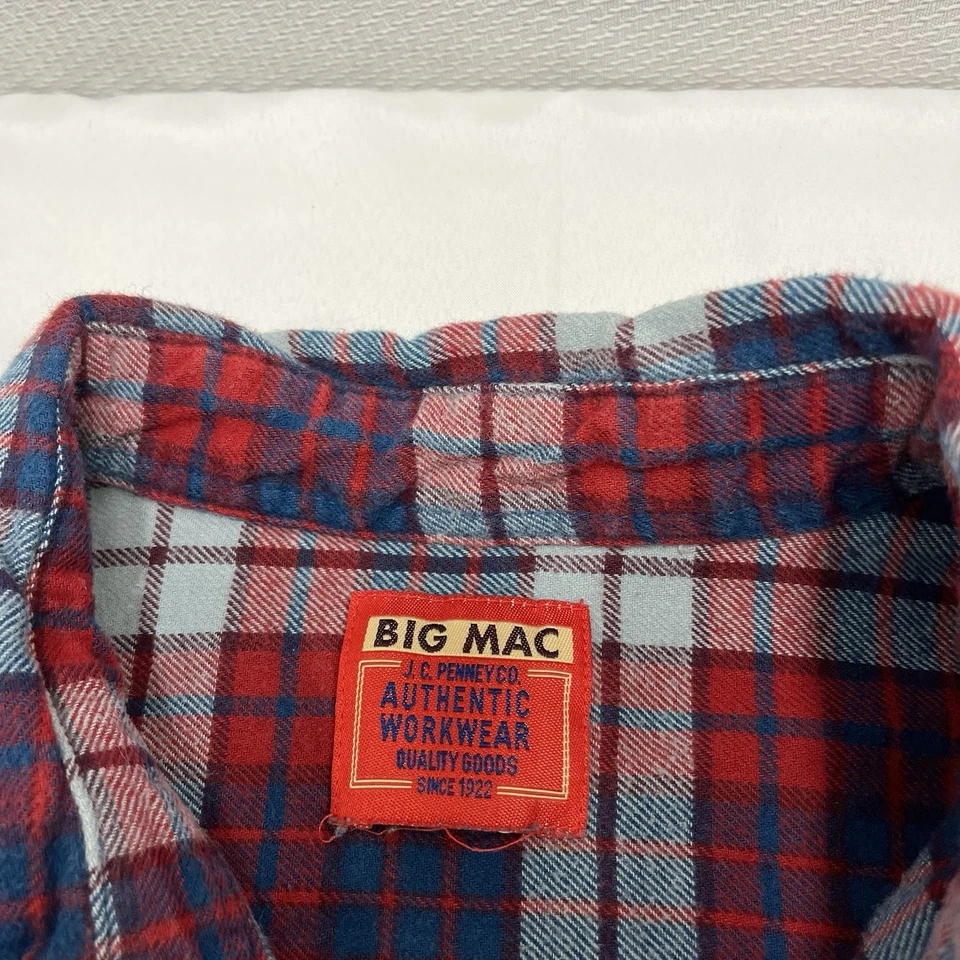 BIG MAC
J. C. PENNEY CO.
AUTHENTIC
WORKWEAR
QUALITY GOODS
SINCE 1922